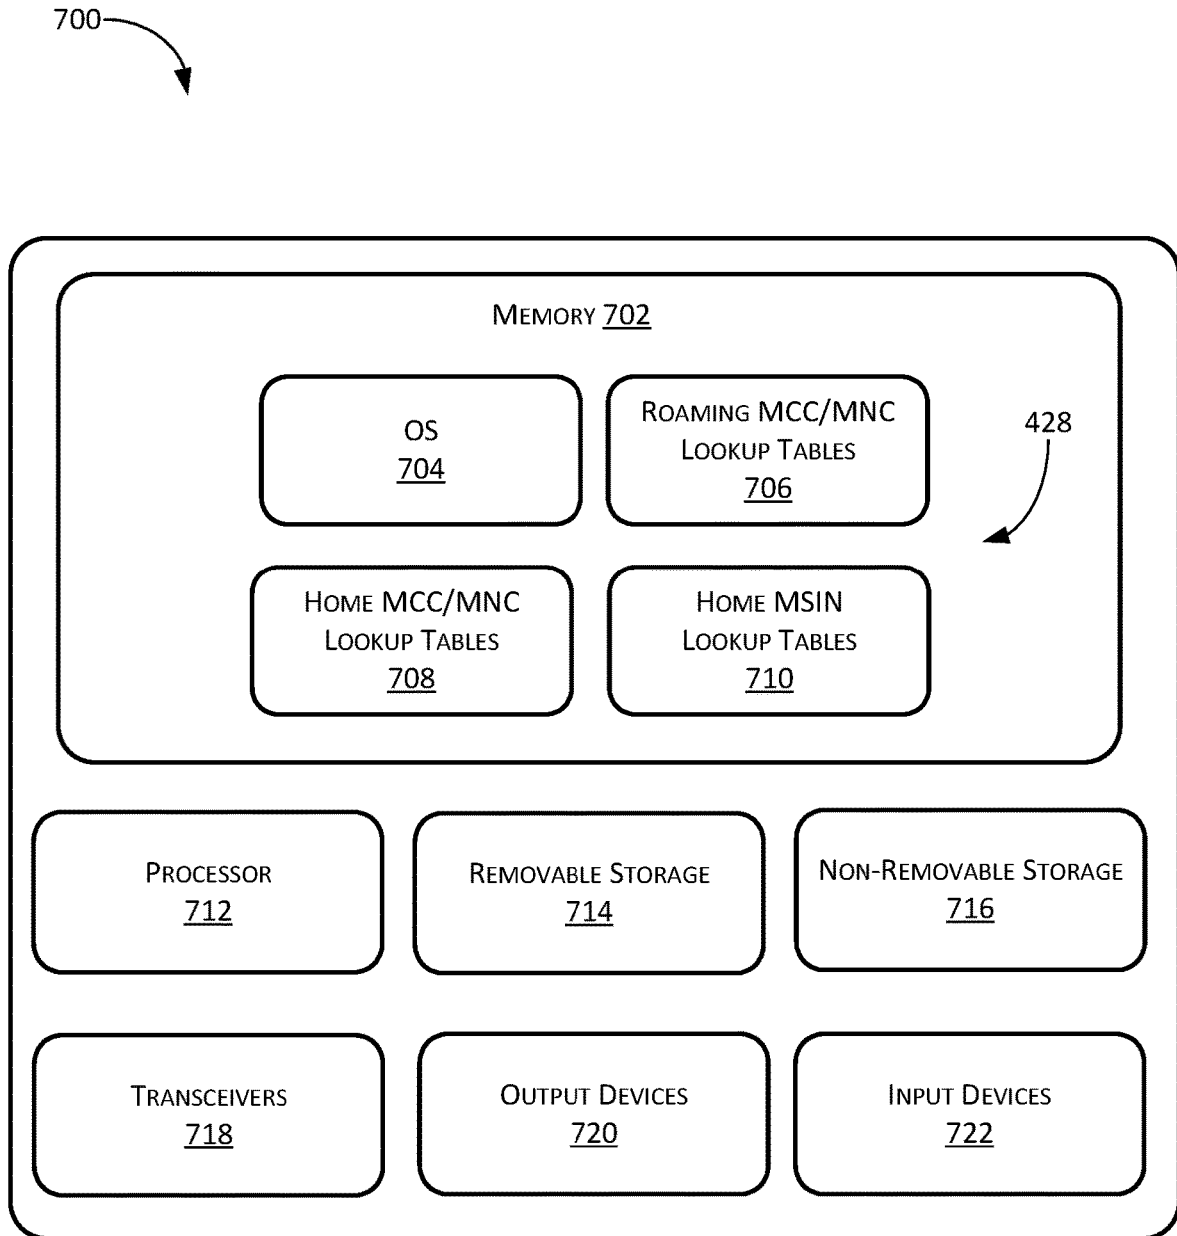 700
MEMORY 702
OS
704
ROAMING MCC/MNC
LOOKUP TABLES
706
428
HOME MCC/MNC
LOOKUP TABLES
708
HOME MSIN
LOOKUP TABLES
710
PROCESSOR
712
REMOVABLE STORAGE
714
NON-REMOVABLE STORAGE
716
TRANSCEIVERS
718
OUTPUT DEVICES
720
INPUT DEVICES
722